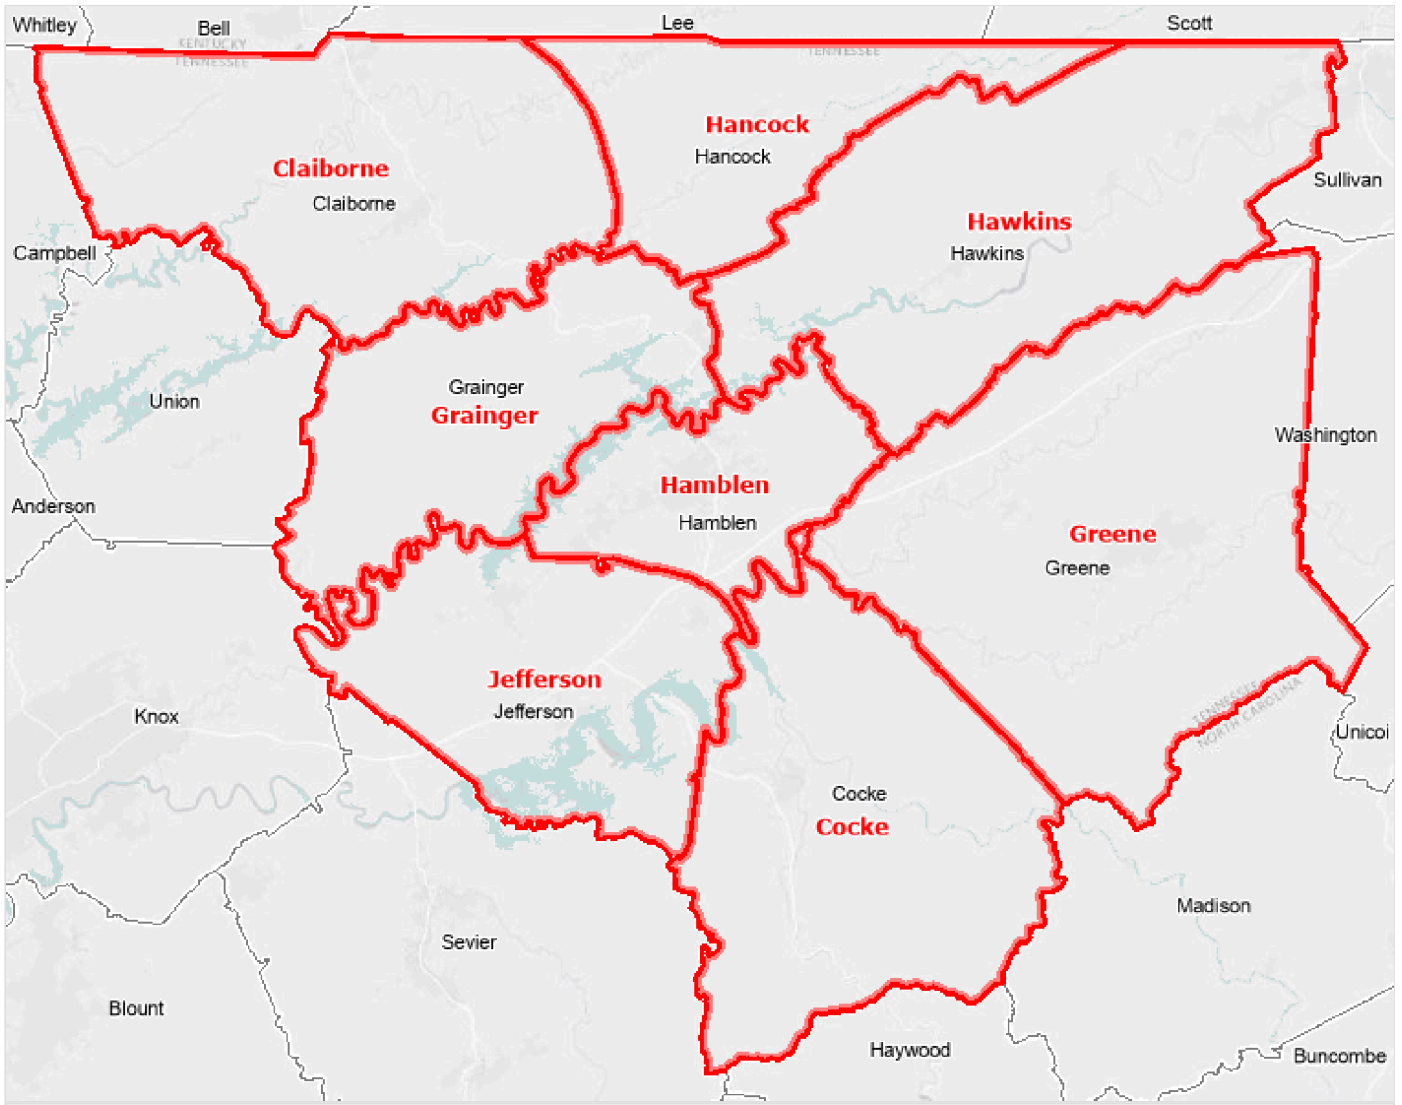 Whitley
Bell
Lee
Scott
KENTUCKY
TENNESSEE
TENNESSEE
Hancock
Hancock
Claiborne
Claiborne
Sullivan
Hawkins
Hawkins
Campbell
Grainger
Grainger
Union
Washington
Hamblen
Hamblen
Anderson
Greene
Greene
Jefferson
Jefferson
Knox
TENNESSEE
NORTH CAROLINA
Unicoi
Cocke
Cocke
Madison
Sevier
Blount
Haywood
Buncombe